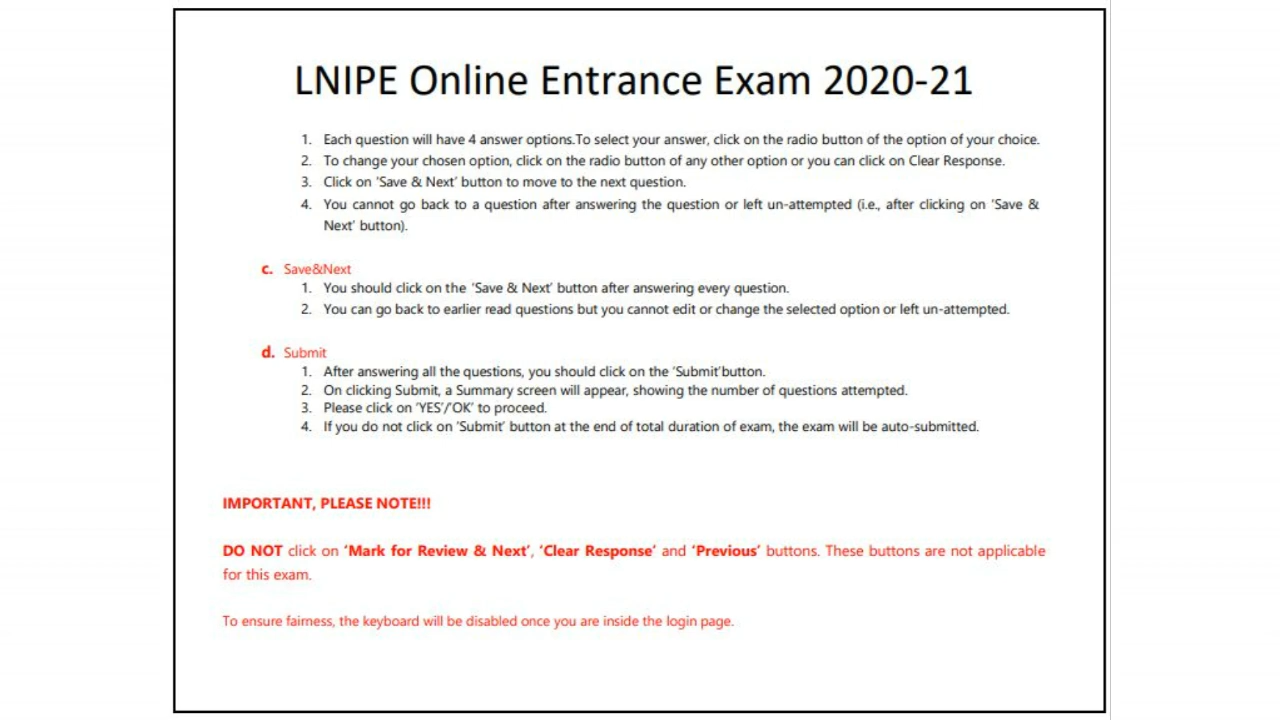 LNIPE Online Entrance Exam 2020-21
1. Each question will have 4 answer options.To select your answer, click on the radio button of the option of your choice.
2. To change your chosen option, click on the radio button of any other option or you can click on Clear Response.
3. Click on 'Save & Next' button to move to the next question.
4. You cannot go back to a question after answering the question or left un-attempted (i.e., after clicking on 'Save &
Next' button).
c. Save&Next
1. You should click on the 'Save & Next' button after answering every question.
2. You can go back to earlier read questions but you cannot edit or change the selected option or left un-attempted.
d. Submit
1. After answering all the questions, you should click on the 'Submit'button.
2. On clicking Submit, a Summary screen will appear, showing the number of questions attempted.
3. Please click on 'YES'/'OK' to proceed.
4. If you do not click on 'Submit' button at the end of total duration of exam, the exam will be auto-submitted.
IMPORTANT, PLEASE NOTE!!!
DO NOT click on 'Mark for Review & Next', 'Clear Response' and 'Previous' buttons. These buttons are not applicable
for this exam.
To ensure fairness, the keyboard will be disabled once you are inside the login page.